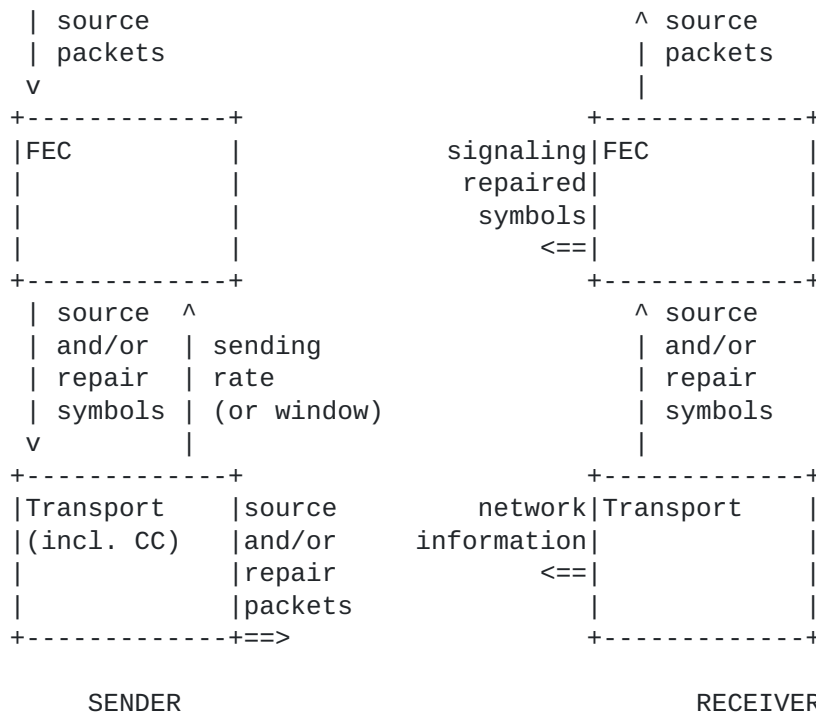 | source                               ^ source
 | packets                              | packets
 v                                      |
+-------------+                      +-------------+
|FEC          |             signaling|FEC          |
|             |              repaired|             |
|             |               symbols|             |
|             |                   <==|             |
+-------------+                      +-------------+
 | source  ^                            ^ source
 | and/or  | sending                    | and/or
 | repair  | rate                       | repair
 | symbols | (or window)                | symbols
 v         |                            |
+-------------+                      +-------------+
|Transport    |source         network|Transport    |
|(incl. CC)   |and/or     information|             |
|             |repair             <==|             |
|             |packets               |             |
+-------------+==>                   +-------------+
     SENDER                                RECEIVER